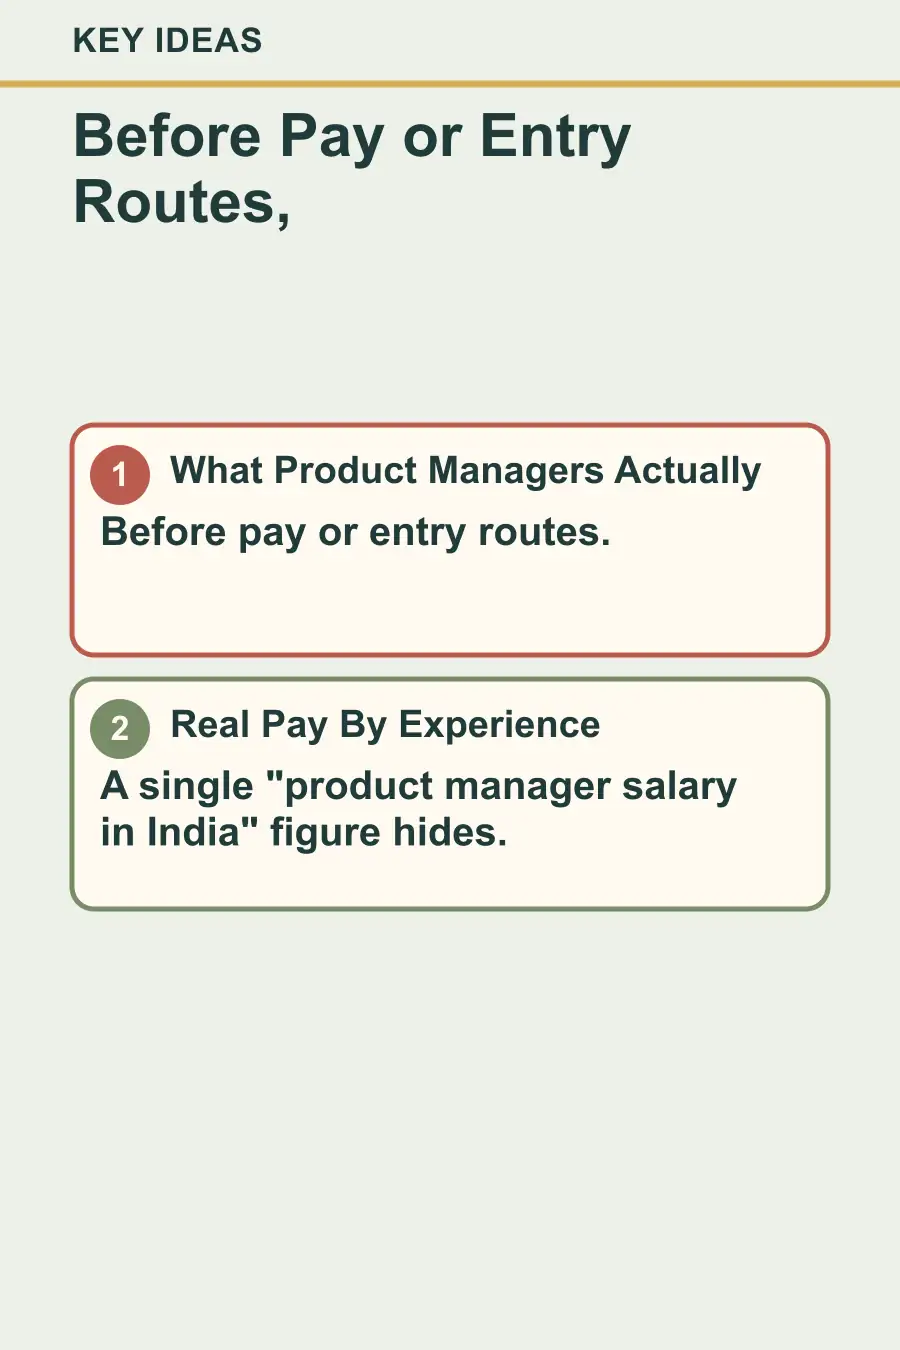 KEY IDEAS
Before Pay or Entry
Routes,
1 What Product Managers Actually
Before pay or entry routes.
2 Real Pay By Experience
A single "product manager salary
in India" figure hides.